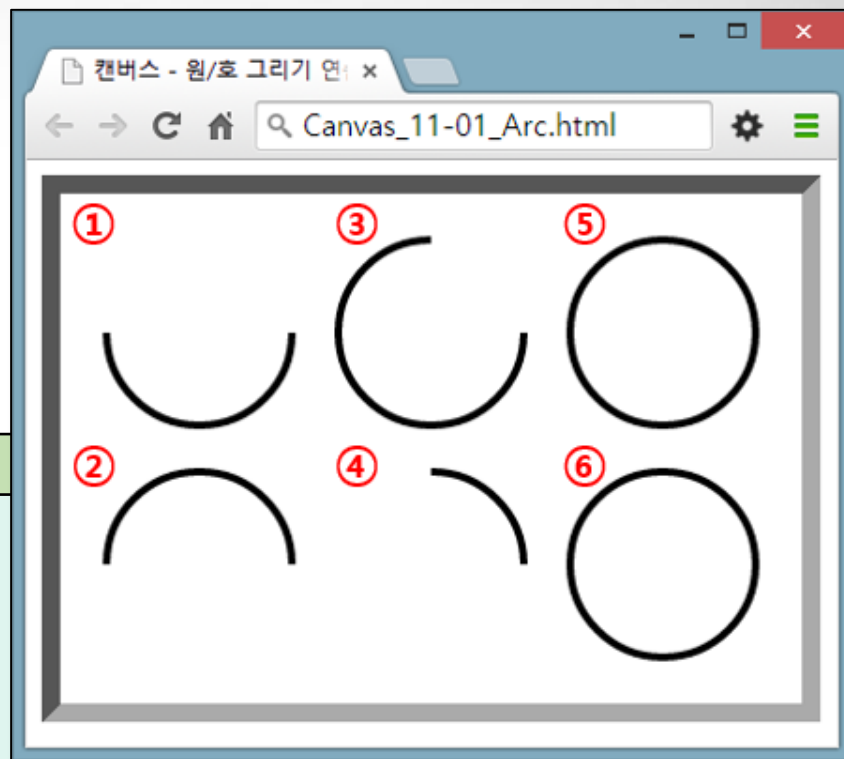 캔버스 - 원/호 그리기 연
Canvas_11-01_Arc.html
① ③ ⑤
② ④ ⑥